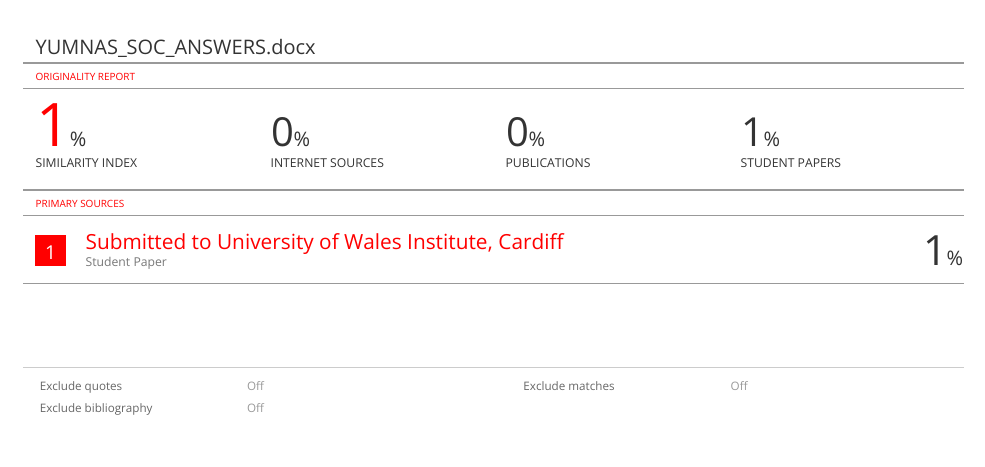 YUMNAS_SOC_ANSWERS.docx
ORIGINALITY REPORT
1% 0% 0% 1%
SIMILARITY INDEX INTERNET SOURCES PUBLICATIONS STUDENT PAPERS
PRIMARY SOURCES
1 Submitted to University of Wales Institute, Cardiff 1%
Student Paper
Exclude quotes Off Exclude matches Off
Exclude bibliography Off